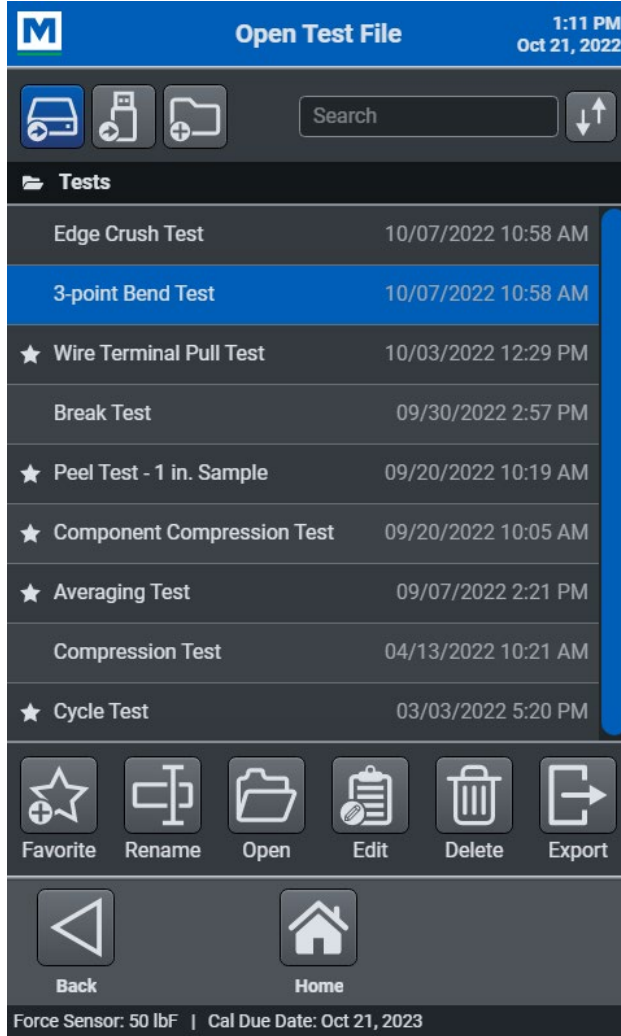 M Open Test File 1:11 PM
Oct 21, 2022
Search
Tests
Edge Crush Test 10/07/2022 10:58 AM
3-point Bend Test 10/07/2022 10:58 AM
Wire Terminal Pull Test 10/03/2022 12:29 PM
Break Test 09/30/2022 2:57 PM
Peel Test - 1 in. Sample 09/20/2022 10:19 AM
Component Compression Test 09/20/2022 10:05 AM
Averaging Test 09/07/2022 2:21 PM
Compression Test 04/13/2022 10:21 AM
Cycle Test 03/03/2022 5:20 PM
Favorite Rename Open Edit Delete Export
Back Home
Force Sensor: 50 lbF | Cal Due Date: Oct 21, 2023